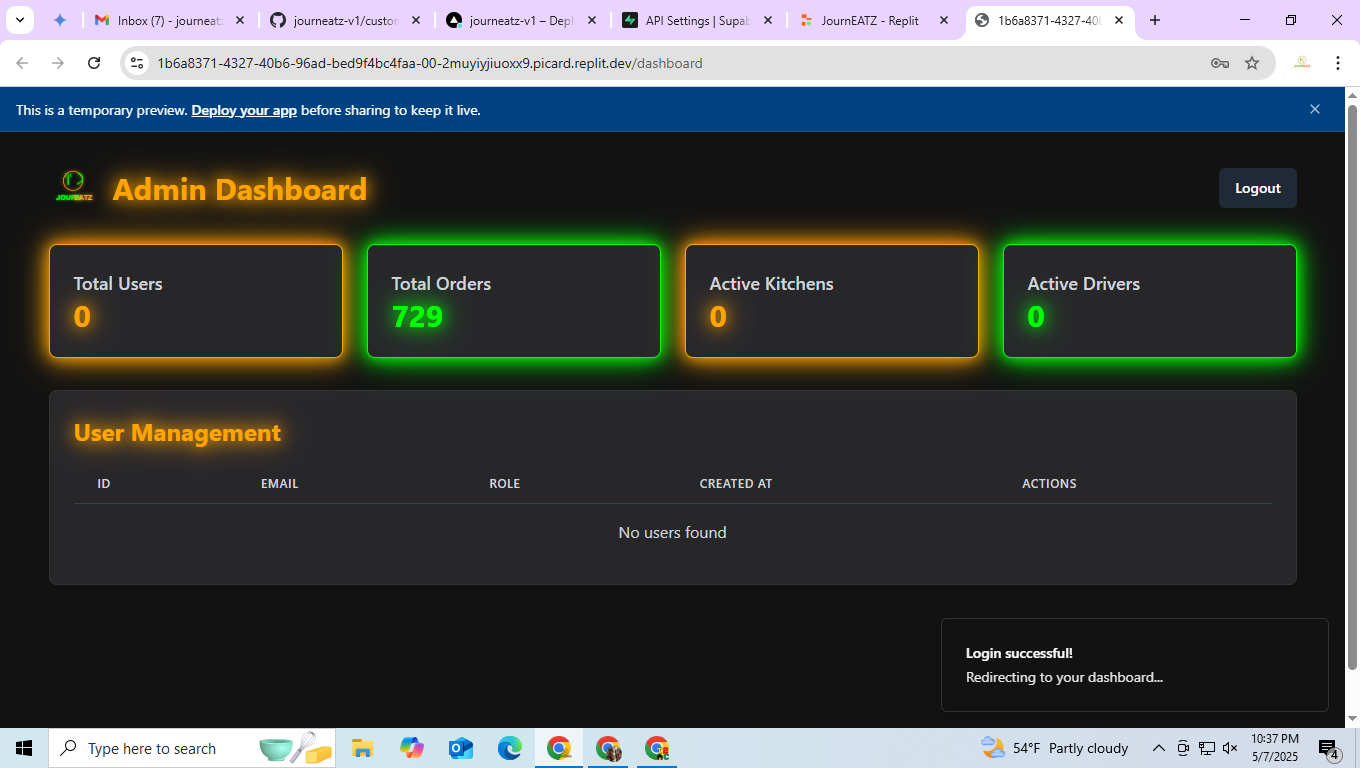 Inbox (7) - journeatz
journeatz-v1/custom
journeatz-v1 – Depl
API Settings | Supab
JournEATZ - Replit
1b6a8371-4327-40b
1b6a8371-4327-40b6-96ad-bed9f4bc4faa-00-2muyiyjiuoxx9.picard.replit.dev/dashboard
This is a temporary preview. Deploy your app before sharing to keep it live.
JOURNEATZ
Admin Dashboard
Logout
Total Users
0
Total Orders
729
Active Kitchens
0
Active Drivers
0
User Management
ID EMAIL ROLE CREATED AT ACTIONS
No users found
Login successful!
Redirecting to your dashboard...
Type here to search
54°F Partly cloudy
10:37 PM
5/7/2025
4